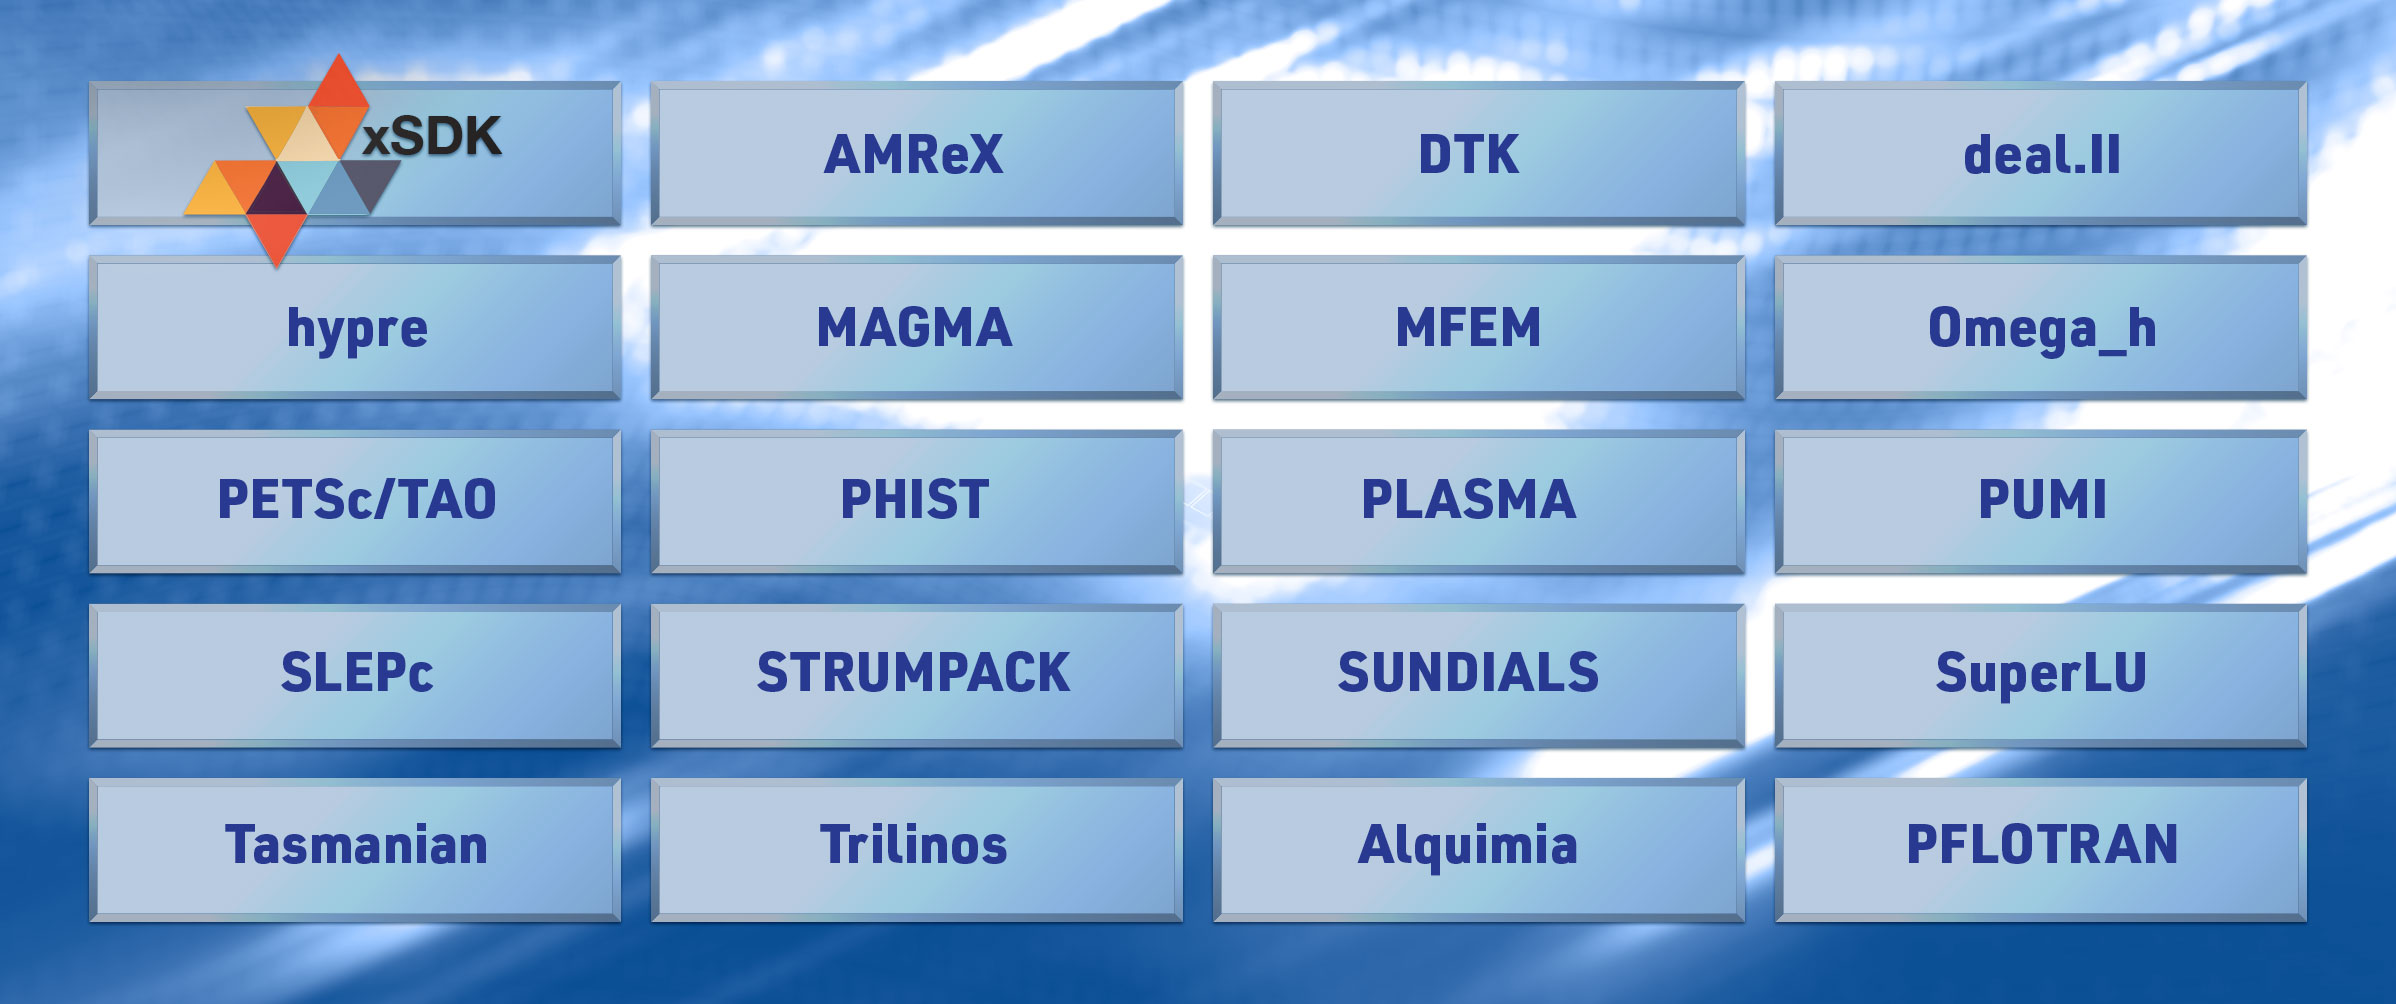 xSDK
AMReX
DTK
deal.II
hypre
MAGMA
MFEM
Omega_h
PETSc/TAO
PHIST
PLASMA
PUMI
SLEPc
STRUMPACK
SUNDIALS
SuperLU
Tasmanian
Trilinos
Alquimia
PFLOTRAN